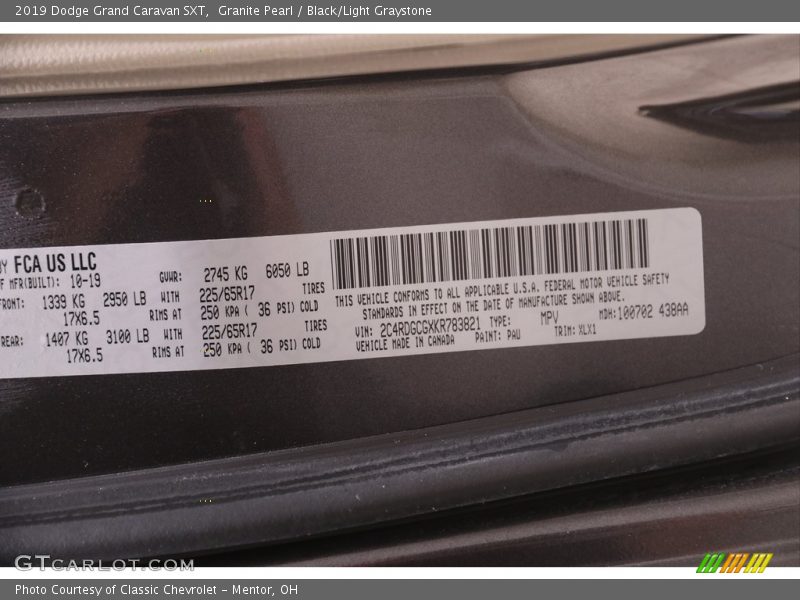 2019 Dodge Grand Caravan SXT, Granite Pearl / Black/Light Graystone
FCA US LLC
MFR(BUILT): 10-19 GVWR: 2745 KG 6050 LB
FRONT: 1339 KG 2950 LB WITH 225/65R17 TIRES
17X6.5 RIMS AT 250 KPA ( 36 PSI) COLD
REAR: 1407 KG 3100 LB WITH 225/65R17 TIRES
17X6.5 RIMS AT 250 KPA ( 36 PSI) COLD
THIS VEHICLE CONFORMS TO ALL APPLICABLE U.S.A. FEDERAL MOTOR VEHICLE SAFETY
STANDARDS IN EFFECT ON THE DATE OF MANUFACTURE SHOWN ABOVE.
VIN: 2C4RDGCGXKR783821 TYPE: MPV MDH: 100702 438AA
VEHICLE MADE IN CANADA PAINT: PAU TRIM: XLX1
GTCARLOT.COM
Photo Courtesy of Classic Chevrolet - Mentor, OH